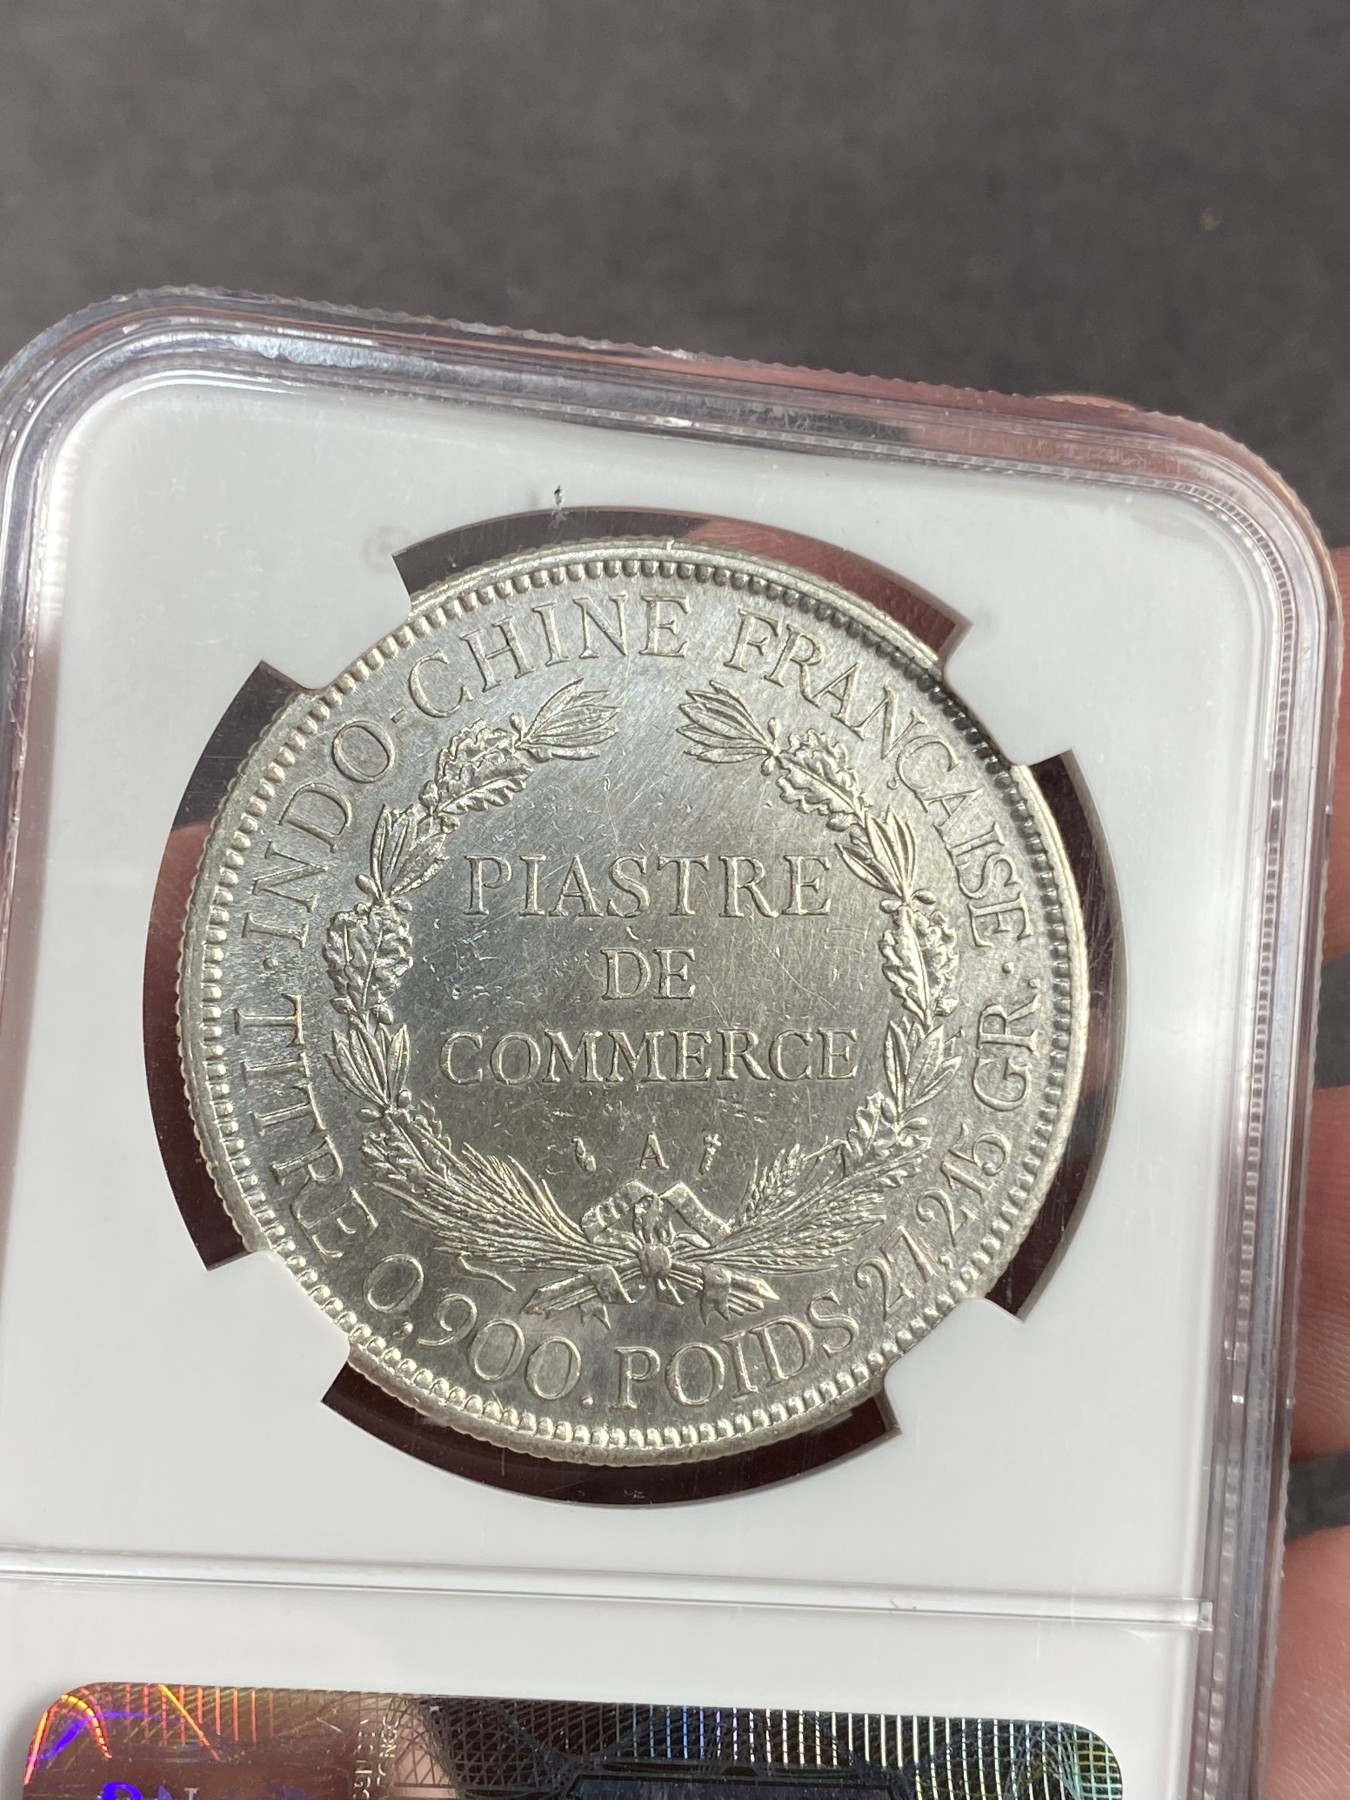 TITRE 0,900. POIDS 27,215 GR.
INDO-CHINE FRANÇAISE
PIASTRE
DE
COMMERCE
A